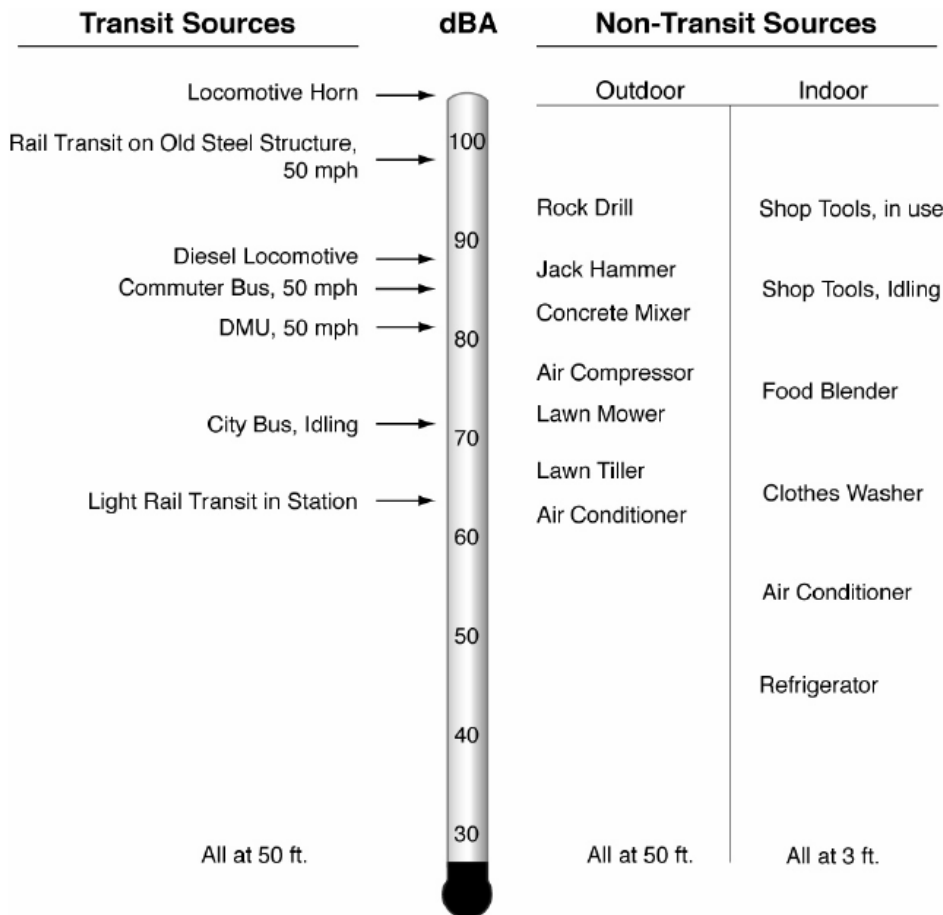 Transit Sources
dBA
Non-Transit Sources
Outdoor
Indoor
Locomotive Horn
Rail Transit on Old Steel Structure,
50 mph
Diesel Locomotive
Commuter Bus, 50 mph
DMU, 50 mph
City Bus, Idling
Light Rail Transit in Station
All at 50 ft.
100
90
80
70
60
50
40
30
Rock Drill
Jack Hammer
Concrete Mixer
Air Compressor
Lawn Mower
Lawn Tiller
Air Conditioner
All at 50 ft.
Shop Tools, in use
Shop Tools, Idling
Food Blender
Clothes Washer
Air Conditioner
Refrigerator
All at 3 ft.